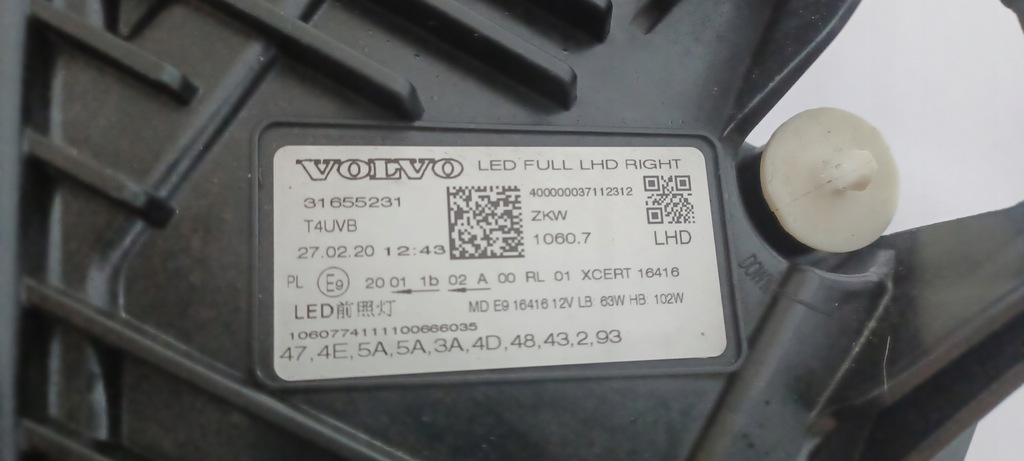 VOLVO LED FULL LHD RIGHT
31655231 400000037112312
T4UVB ZKW
27.02.20 12:43 1060.7 LHD
PL E9 20 01 1b 02 A 00 RL 01 XCERT 16416
LED前照灯 MD E9 16416 12V LB: 63W HB: 102W
1060774111100666035
47,4E,5A,5A,3A,4D,48,43,2,93